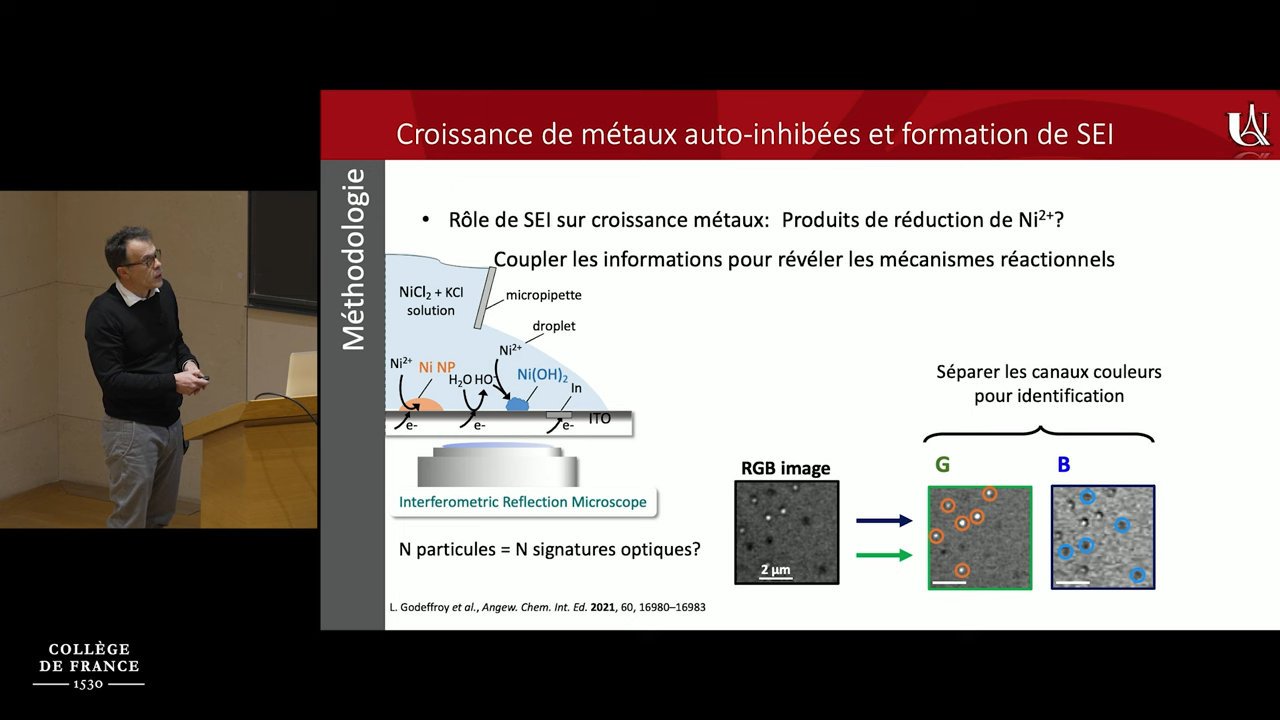 Croissance de métaux auto-inhibées et formation de SEI
Méthodologie
• Rôle de SEI sur croissance métaux: Produits de réduction de Ni²⁺?
Coupler les informations pour révéler les mécanismes réactionnels
NiCl₂ + KCl
solution
micropipette
droplet
Ni²⁺
Ni²⁺
Ni NP
H₂O HO⁻
Ni(OH)₂
In
ITO
e-
e-
e-
Interferometric Reflection Microscope
N particules = N signatures optiques?
Séparer les canaux couleurs
pour identification
RGB image
G
B
2 µm
L. Godeffroy et al., Angew. Chem. Int. Ed. 2021, 60, 16980–16983
COLLÈGE
DE FRANCE
1530